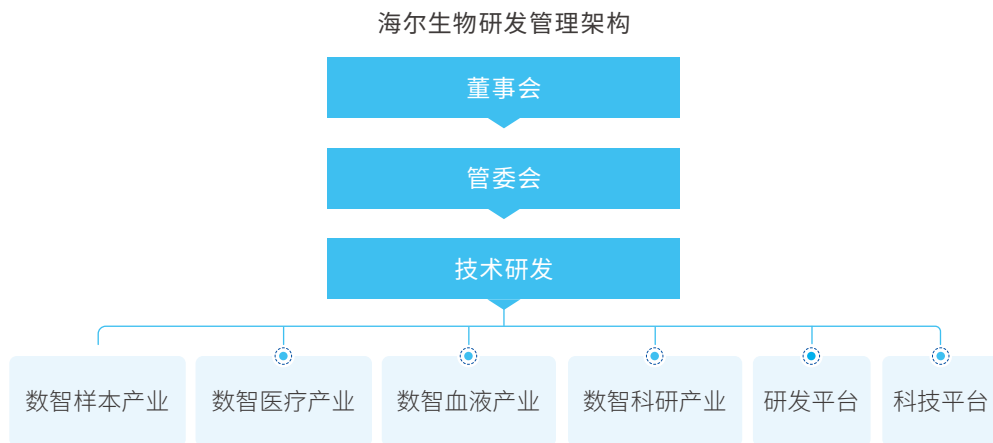 海尔生物研发管理架构
董事会
管委会
技术研发
数智样本产业
数智医疗产业
数智血液产业
数智科研产业
研发平台
科技平台